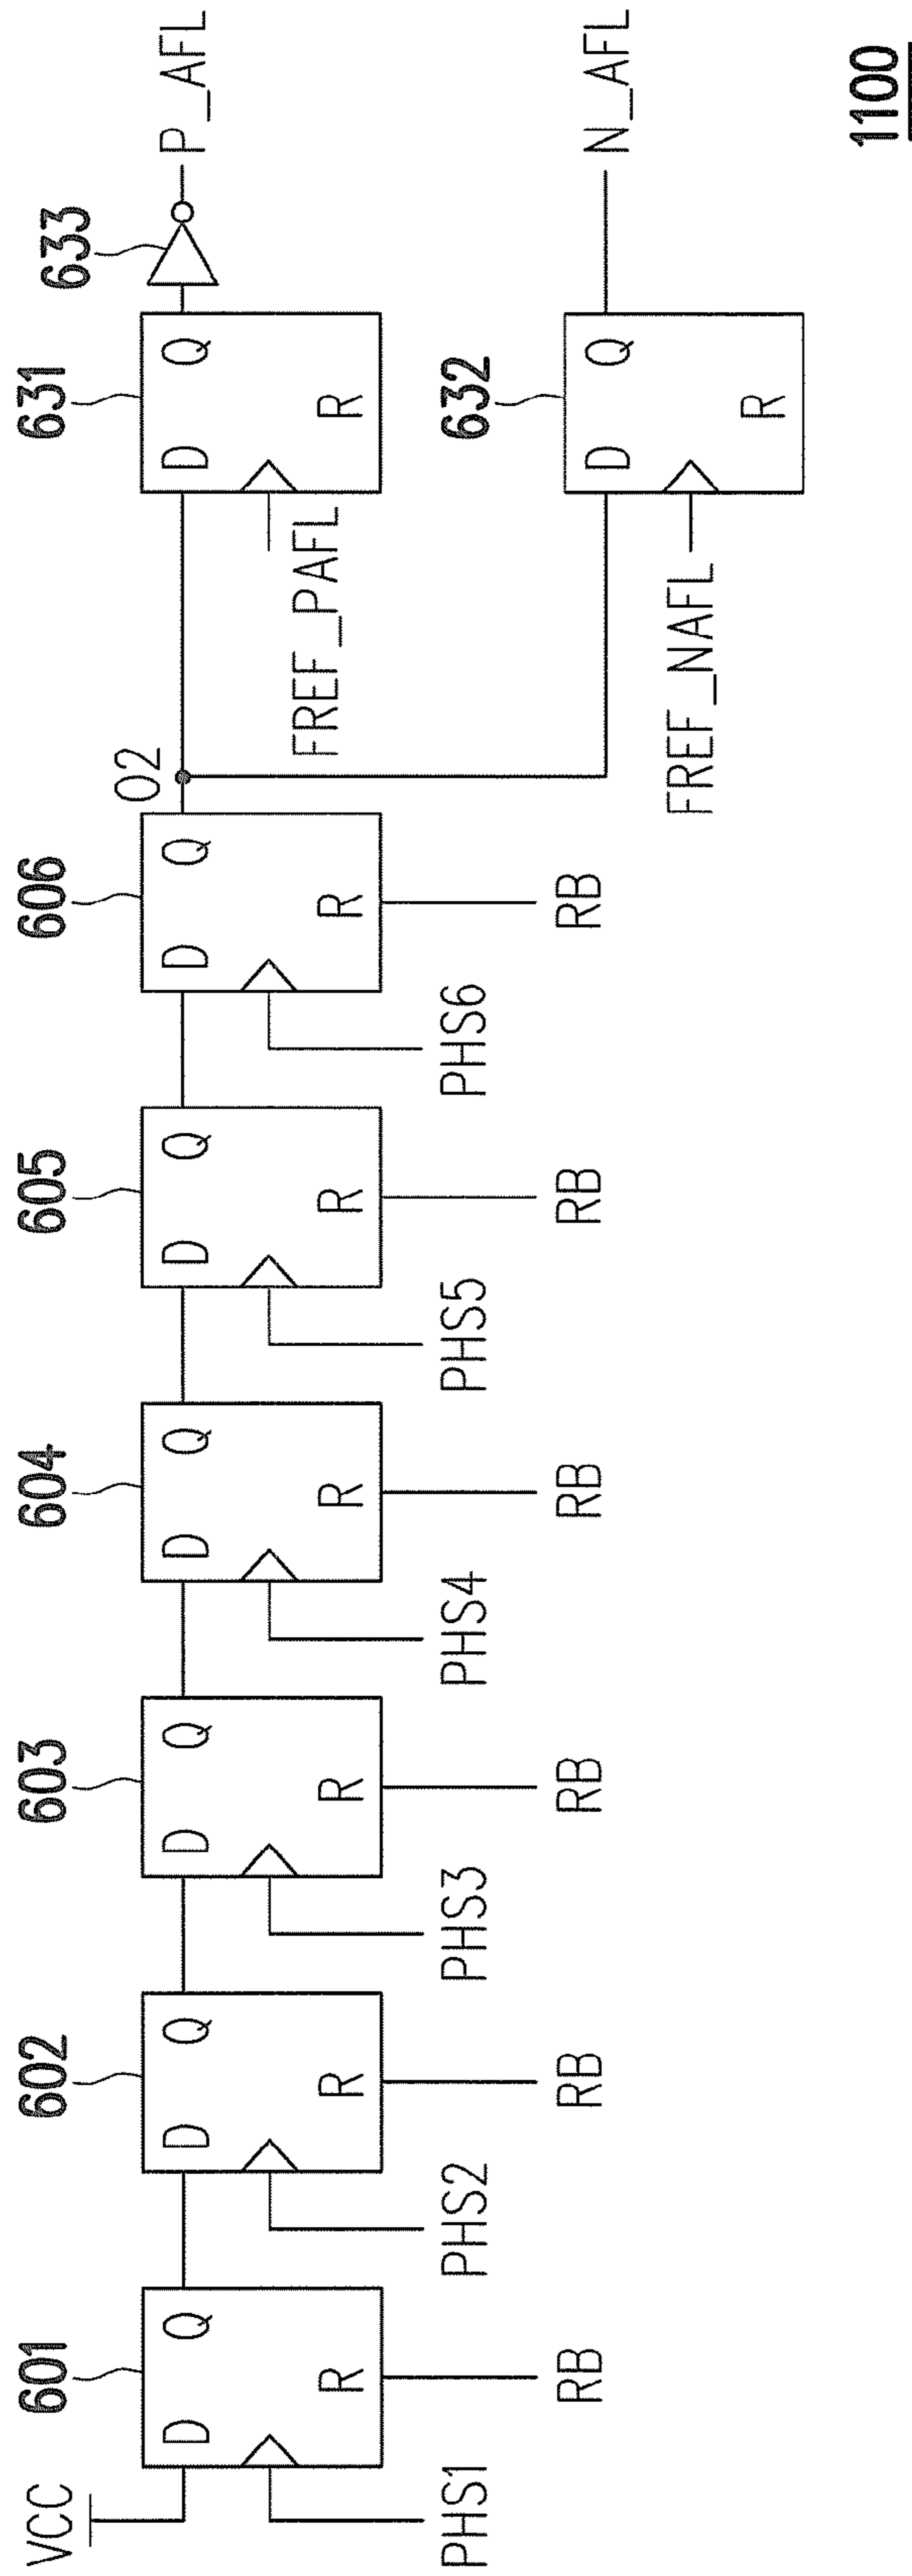 VCC
601
D Q
R
PHS1
RB
602
D Q
R
PHS2
RB
603
D Q
R
PHS3
RB
604
D Q
R
PHS4
RB
605
D Q
R
PHS5
RB
606
D Q
R
PHS6
RB
O2
631
D Q
R
FREF_PAFL
633
P_AFL
632
D Q
R
FREF_NAFL
N_AFL
1100